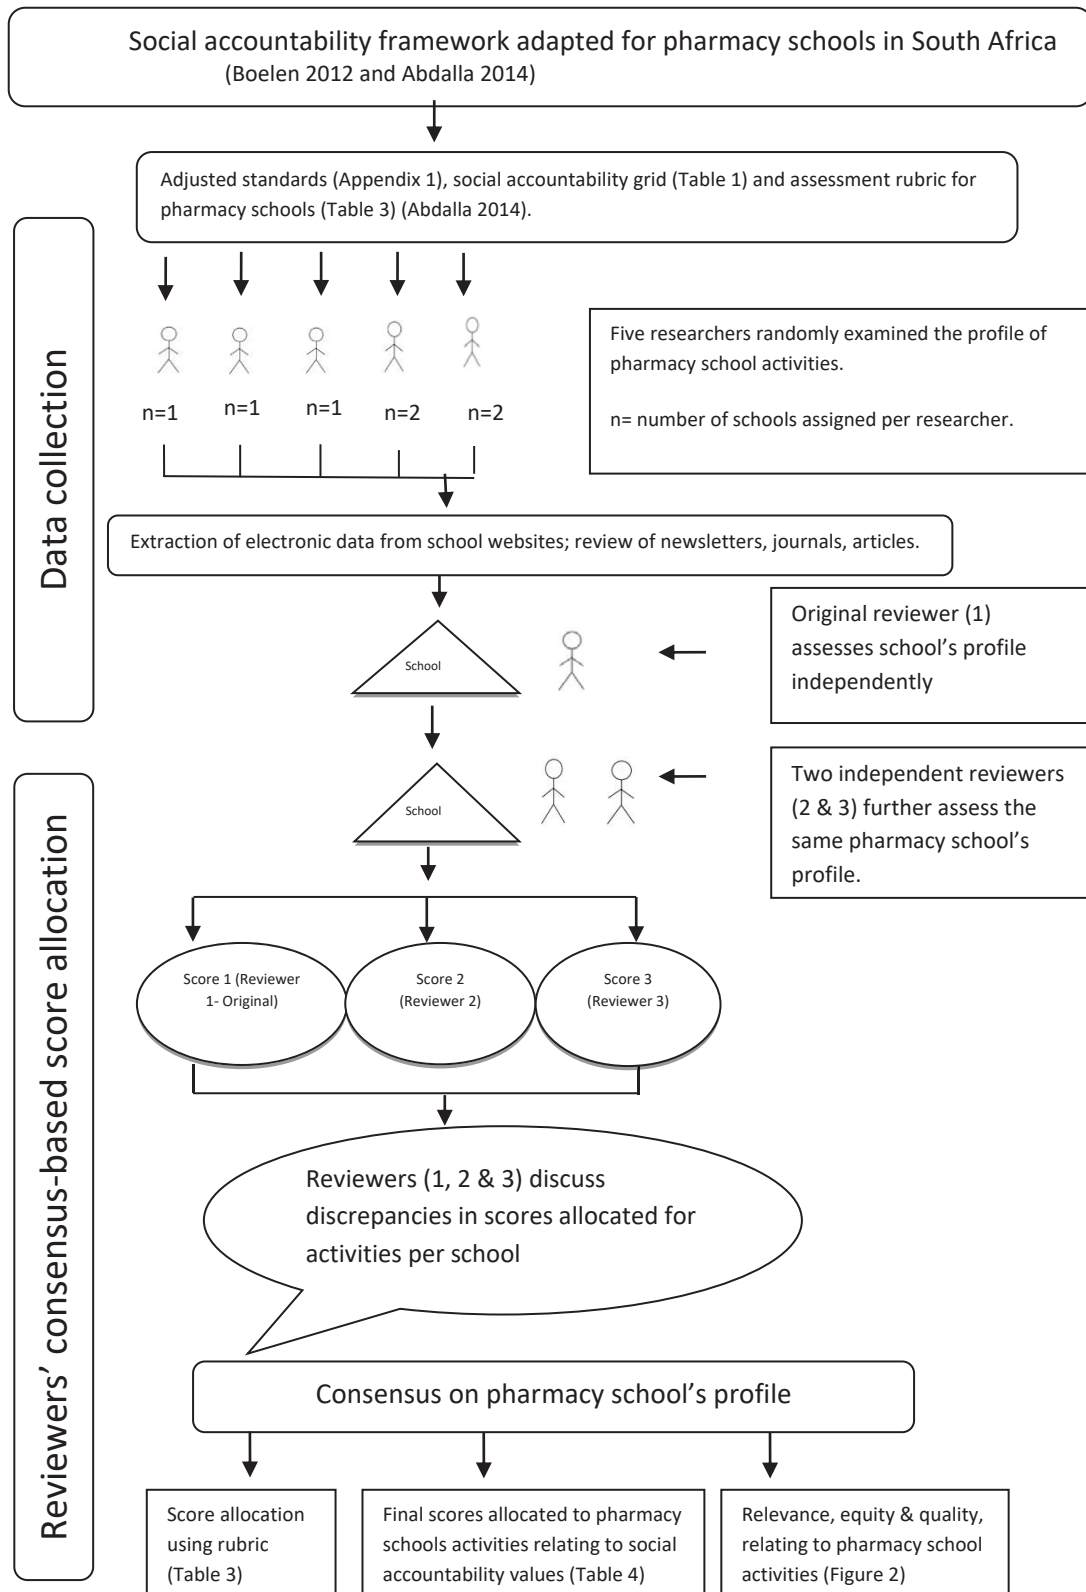 Social accountability framework adapted for pharmacy schools in South Africa
(Boelen 2012 and Abdalla 2014)
Adjusted standards (Appendix 1), social accountability grid (Table 1) and assessment rubric for
pharmacy schools (Table 3) (Abdalla 2014).
Data collection
Five researchers randomly examined the profile of
pharmacy school activities.
n= number of schools assigned per researcher.
n=1
n=1
n=1
n=2
n=2
Extraction of electronic data from school websites; review of newsletters, journals, articles.
School
Original reviewer (1)
assesses school’s profile
independently
Reviewers’ consensus-based score allocation
School
Two independent reviewers
(2 & 3) further assess the
same pharmacy school’s
profile.
Score 1 (Reviewer
1- Original)
Score 2
(Reviewer 2)
Score 3
(Reviewer 3)
Reviewers (1, 2 & 3) discuss
discrepancies in scores allocated for
activities per school
Consensus on pharmacy school’s profile
Score allocation
using rubric
(Table 3)
Final scores allocated to pharmacy
schools activities relating to social
accountability values (Table 4)
Relevance, equity & quality,
relating to pharmacy school
activities (Figure 2)